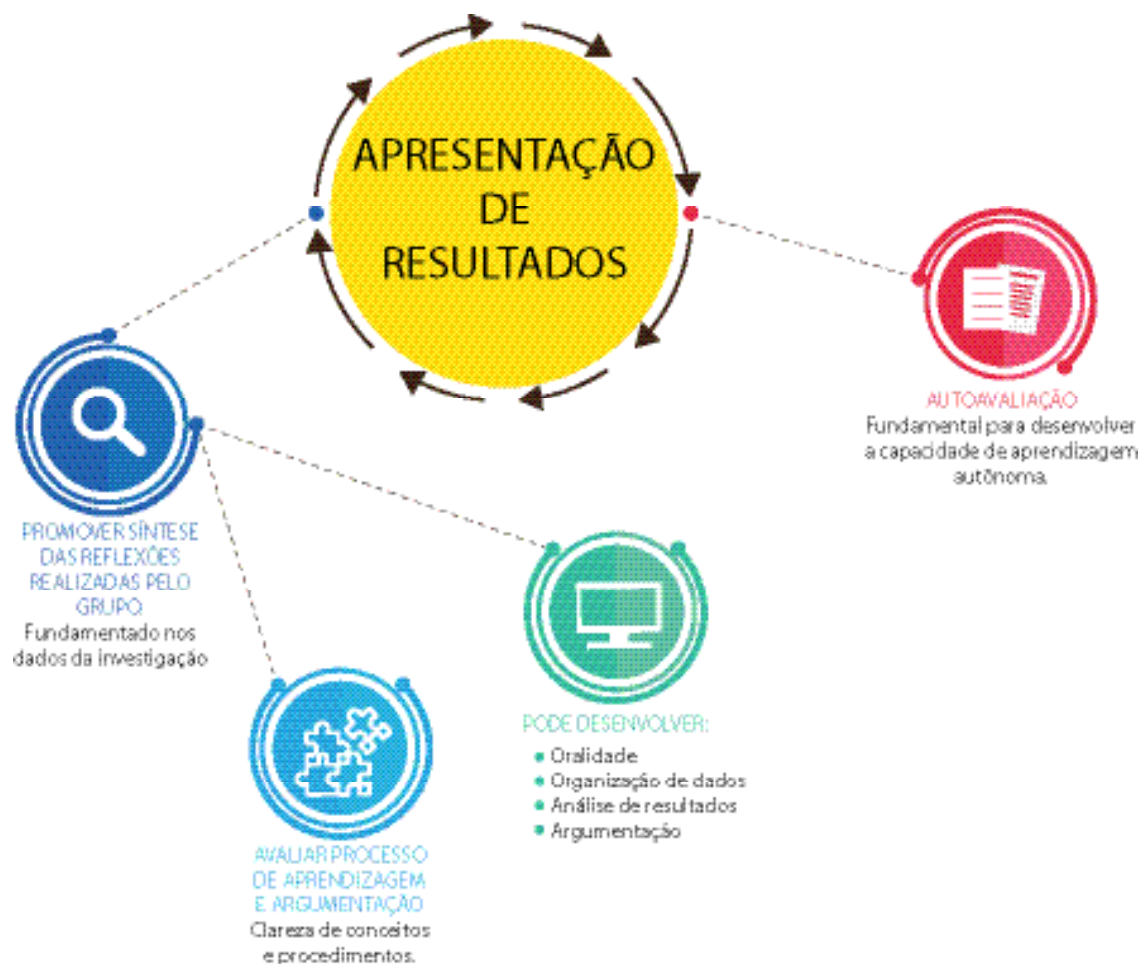 APRESENTAÇÃO
DE
RESULTADOS
AUTOAVALIAÇÃO
Fundamental para desenvolver
a capacidade de aprendizagem
autônoma.
PROMOVER SÍNTESE
DAS REFLEXÕES
REALIZADAS PELO
GRUPO
Fundamentado nos
dados da investigação
PODE DESENVOLVER:
Oralidade
Organização de dados
Análise de resultados
Argumentação
AVALIAR PROCESSO
DE APRENDIZAGEM
E ARGUMENTAÇÃO
Clareza de conceitos
e procedimentos.